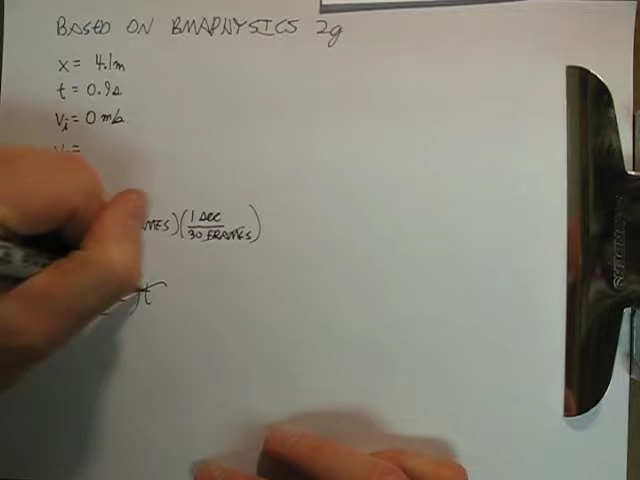 BASED ON BMAPHYSICS 2g
x = 4.1m
t = 0.9s
Vi = 0 m/s
V =
) ( 1 SEC / 30 FRAMES )
)t